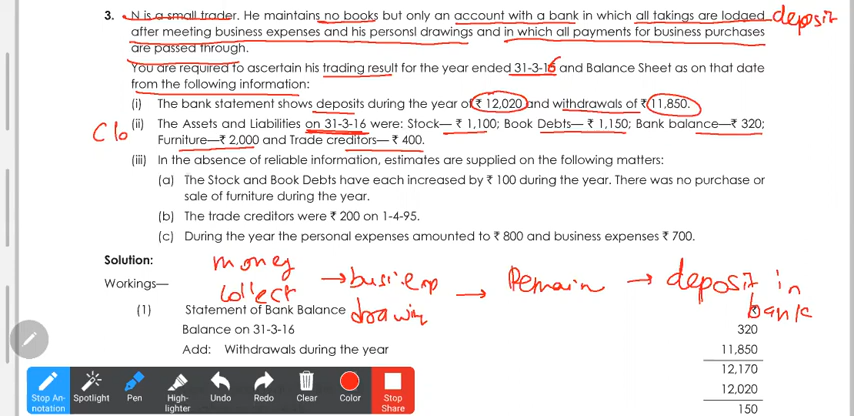 3. N is a small trader. He maintains no books but only an account with a bank in which all takings are lodged deposit
after meeting business expenses and his personsl drawings and in which all payments for business purchases
are passed through.
You are required to ascertain his trading result for the year ended 31-3-16 and Balance Sheet as on that date
from the following information:
(i) The bank statement shows deposits during the year of ₹ 12,020 and withdrawals of ₹ 11,850.
Clo (ii) The Assets and Liabilities on 31-3-16 were: Stock—₹ 1,100; Book Debts—₹ 1,150; Bank balance—₹ 320;
Furniture—₹ 2,000 and Trade creditors—₹ 400.
(iii) In the absence of reliable information, estimates are supplied on the following matters:
(a) The Stock and Book Debts have each increased by ₹ 100 during the year. There was no purchase or
sale of furniture during the year.
(b) The trade creditors were ₹ 200 on 1-4-95.
(c) During the year the personal expenses amounted to ₹ 800 and business expenses ₹ 700.
Solution:
money collect → busi. exp drawing → Remain → deposit in bank
Workings—
(1) Statement of Bank Balance
Balance on 31-3-16 320
Add: Withdrawals during the year 11,850
12,170
12,020
150
Stop An-notation Spotlight Pen High-lighter Undo Redo Clear Color Stop Share